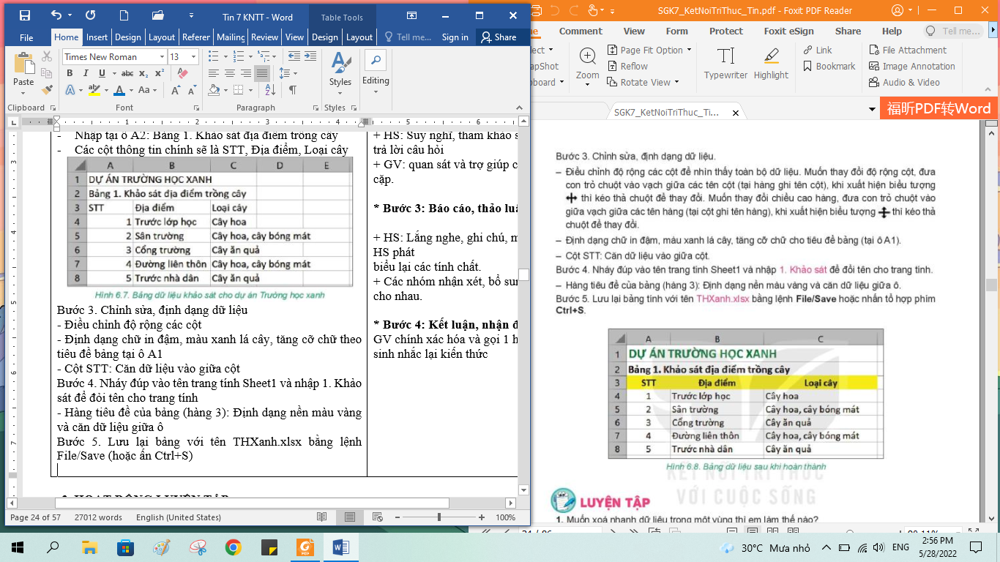 Tin 7 KNTT - Word
Table Tools
File
Home
Insert
Design
Layout
Referer
Mailing
Review
View
Design
Layout
Tell me...
Sign in
Share
Paste
Times New Roman
13
B I U abc x₂ x²
Aa
Styles
Editing
Clipboard
Font
Paragraph
Styles
1 2 3 4 5 6
- Nhập tại ô A2: Bảng 1. Khảo sát địa điểm trồng cây
- Các cột thông tin chính sẽ là STT, Địa điểm, Loại cây
A B C D E
1 DỰ ÁN TRƯỜNG HỌC XANH
2 Bảng 1. Khảo sát địa điểm trồng cây
3 STT Địa điểm Loại cây
4 1 Trước lớp học Cây hoa
5 2 Sân trường Cây hoa, cây bóng mát
6 3 Cổng trường Cây ăn quả
7 4 Đường liên thôn Cây hoa, cây bóng mát
8 5 Trước nhà dân Cây ăn quả
Hình 6.7. Bảng dữ liệu khảo sát cho dự án Trường học xanh
Bước 3. Chỉnh sửa, định dạng dữ liệu
- Điều chỉnh độ rộng các cột
- Định dạng chữ in đậm, màu xanh lá cây, tăng cỡ chữ theo
tiêu đề bảng tại ô A1
- Cột STT: Căn dữ liệu vào giữa cột
Bước 4. Nháy đúp vào tên trang tính Sheet1 và nhập 1. Khảo
sát để đổi tên cho trang tính
- Hàng tiêu đề của bảng (hàng 3): Định dạng nền màu vàng
và căn dữ liệu giữa ô
Bước 5. Lưu lại bảng với tên THXanh.xlsx bằng lệnh
File/Save (hoặc ấn Ctrl+S)
+ HS: Suy nghĩ, tham khảo s
trả lời câu hỏi
+ GV: quan sát và trợ giúp c
cặp.
* Bước 3: Báo cáo, thảo luậ
+ HS: Lắng nghe, ghi chú, m
HS phát
biểu lại các tính chất.
+ Các nhóm nhận xét, bổ sun
cho nhau.
* Bước 4: Kết luận, nhận đ
GV chính xác hóa và gọi 1 h
sinh nhắc lại kiến thức
Page 24 of 57
27012 words
English (United States)
100%
SGK7_KetNoiTriThuc_Tin.pdf - Foxit PDF Reader
Comment
View
Form
Protect
Foxit eSign
Share
Help
Tell me...
Zoom
Page Fit Option
Reflow
Rotate View
Typewriter
Highlight
Link
Bookmark
File Attachment
Image Annotation
Audio & Video
SGK7_KetNoiTriThuc_Ti...
福昕PDF转Word
Bước 3. Chỉnh sửa, định dạng dữ liệu.
– Điều chỉnh độ rộng các cột để nhìn thấy toàn bộ dữ liệu. Muốn thay đổi độ rộng cột, đưa
con trỏ chuột vào vạch giữa các tên cột (tại hàng ghi tên cột), khi xuất hiện biểu tượng
thì kéo thả chuột để thay đổi. Muốn thay đổi chiều cao hàng, đưa con trỏ chuột vào
giữa vạch giữa các tên hàng (tại cột ghi tên hàng), khi xuất hiện biểu tượng thì kéo thả
chuột để thay đổi.
– Định dạng chữ in đậm, màu xanh lá cây, tăng cỡ chữ cho tiêu đề bảng (tại ô A1).
– Cột STT: Căn dữ liệu vào giữa cột.
Bước 4. Nháy đúp vào tên trang tính Sheet1 và nhập 1. Khảo sát để đổi tên cho trang tính.
– Hàng tiêu đề của bảng (hàng 3): Định dạng nền màu vàng và căn dữ liệu giữa ô.
Bước 5. Lưu lại bảng tính với tên THXanh.xlsx bằng lệnh File/Save hoặc nhấn tổ hợp phím
Ctrl+S.
A B C
1 DỰ ÁN TRƯỜNG HỌC XANH
2 Bảng 1. Khảo sát địa điểm trồng cây
3 STT Địa điểm Loại cây
4 1 Trước lớp học Cây hoa
5 2 Sân trường Cây hoa, cây bóng mát
6 3 Cổng trường Cây ăn quả
7 4 Đường liên thôn Cây hoa, cây bóng mát
8 5 Trước nhà dân Cây ăn quả
Hình 6.8. Bảng dữ liệu sau khi hoàn thành
KẾT NỐI TRI THỨC
VỚI CUỘC SỐNG
LUYỆN TẬP
1. Muốn xoá nhanh dữ liệu trong một vùng thì em làm thế nào?
30°C Mưa nhỏ
ENG
2:56 PM
5/28/2022